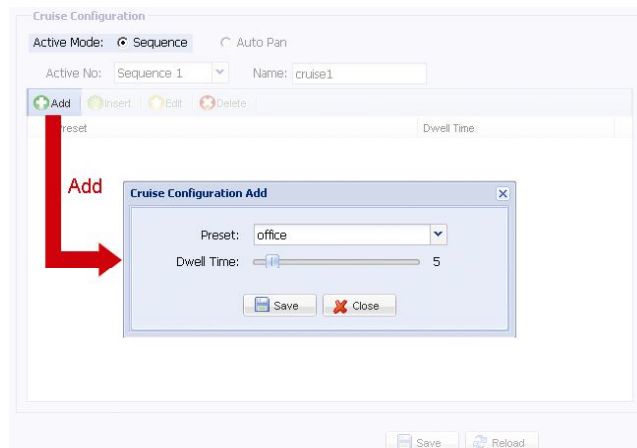 Cruise Configuration
Active Mode: Sequence Auto Pan
Active No: Sequence 1 Name: cruise1
Add Insert Edit Delete
Preset Dwell Time
Add
Cruise Configuration Add
Preset: office
Dwell Time: 5
Save Close
Save Reload